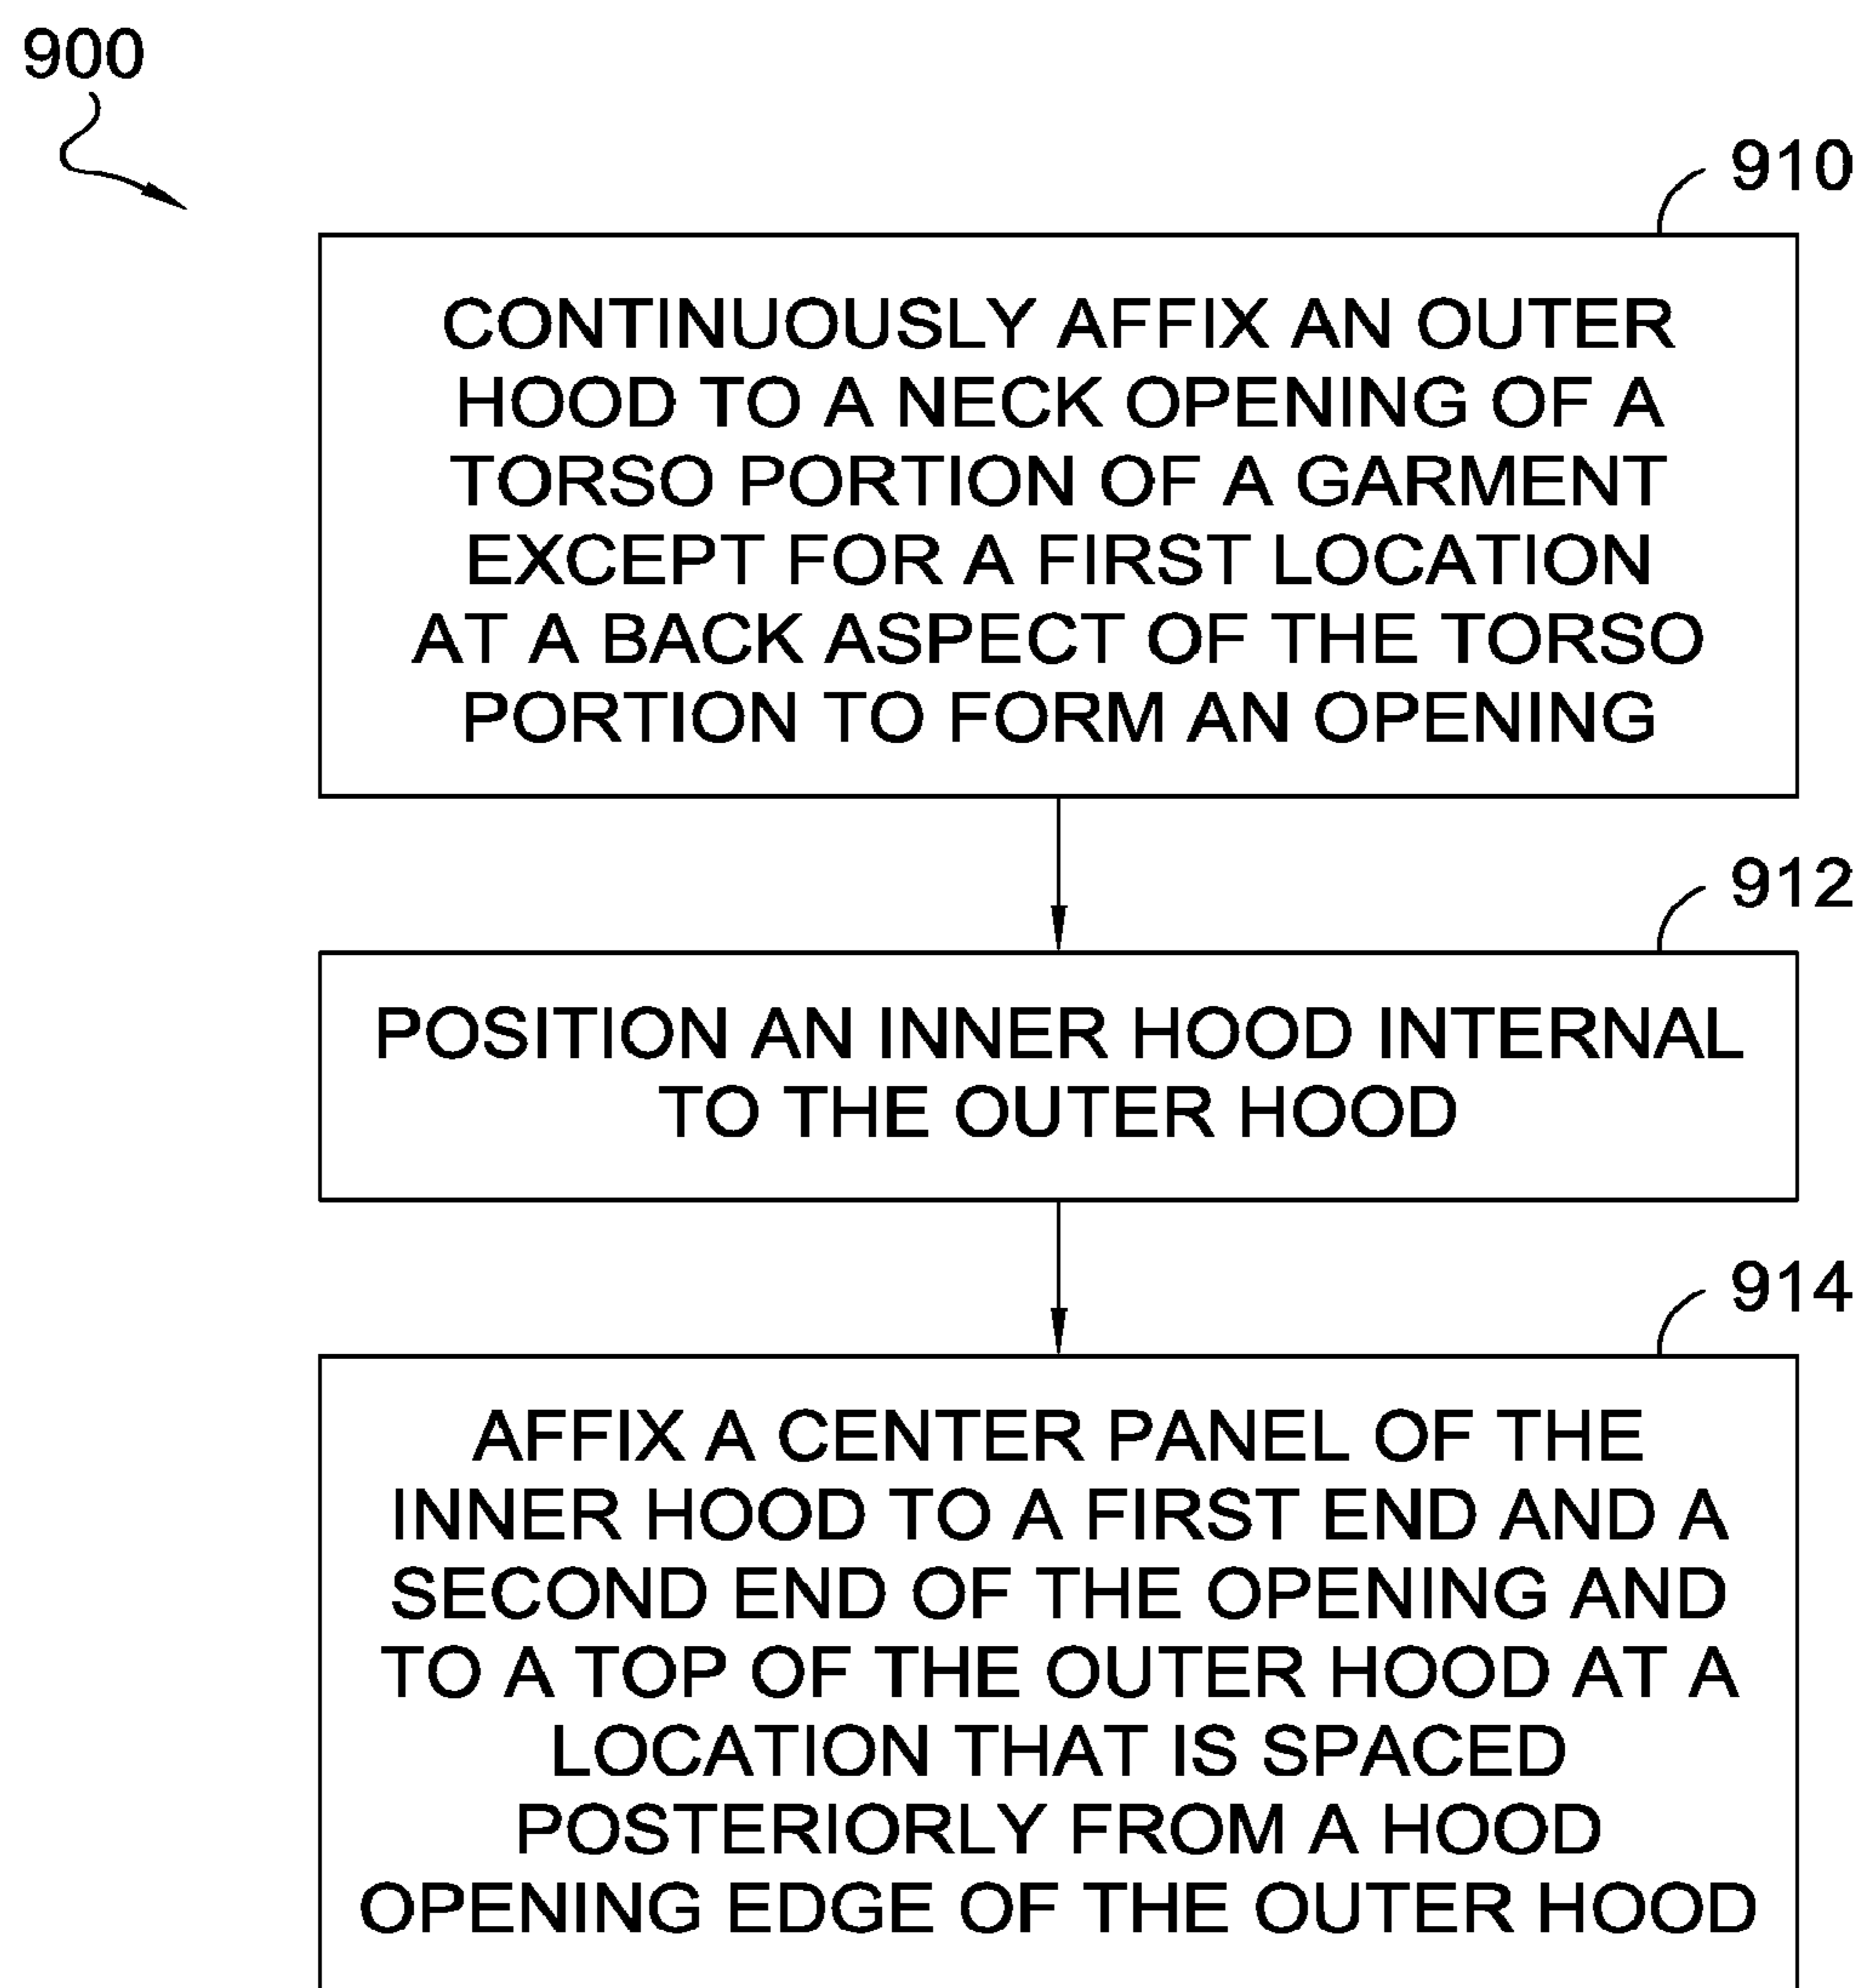 900
910
CONTINUOUSLY AFFIX AN OUTER
HOOD TO A NECK OPENING OF A
TORSO PORTION OF A GARMENT
EXCEPT FOR A FIRST LOCATION
AT A BACK ASPECT OF THE TORSO
PORTION TO FORM AN OPENING
912
POSITION AN INNER HOOD INTERNAL
TO THE OUTER HOOD
914
AFFIX A CENTER PANEL OF THE
INNER HOOD TO A FIRST END AND A
SECOND END OF THE OPENING AND
TO A TOP OF THE OUTER HOOD AT A
LOCATION THAT IS SPACED
POSTERIORLY FROM A HOOD
OPENING EDGE OF THE OUTER HOOD